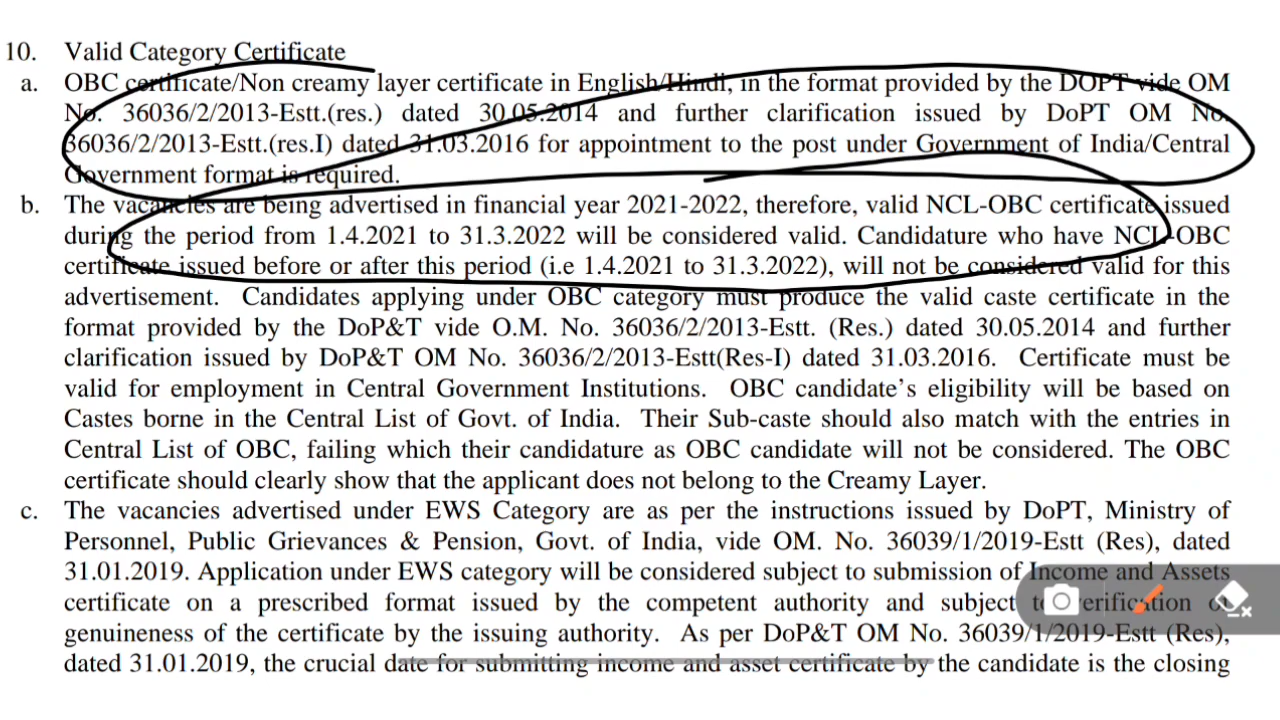 10. Valid Category Certificate
a. OBC certificate/Non creamy layer certificate in English/Hindi, in the format provided by the DOPT vide OM
No. 36036/2/2013-Estt.(res.) dated 30.05.2014 and further clarification issued by DoPT OM No.
36036/2/2013-Estt.(res.I) dated 31.03.2016 for appointment to the post under Government of India/Central
Government format is required.
b. The vacancies are being advertised in financial year 2021-2022, therefore, valid NCL-OBC certificate issued
during the period from 1.4.2021 to 31.3.2022 will be considered valid. Candidature who have NCL-OBC
certificate issued before or after this period (i.e 1.4.2021 to 31.3.2022), will not be considered valid for this
advertisement. Candidates applying under OBC category must produce the valid caste certificate in the
format provided by the DoP&T vide O.M. No. 36036/2/2013-Estt. (Res.) dated 30.05.2014 and further
clarification issued by DoP&T OM No. 36036/2/2013-Estt(Res-I) dated 31.03.2016. Certificate must be
valid for employment in Central Government Institutions. OBC candidate’s eligibility will be based on
Castes borne in the Central List of Govt. of India. Their Sub-caste should also match with the entries in
Central List of OBC, failing which their candidature as OBC candidate will not be considered. The OBC
certificate should clearly show that the applicant does not belong to the Creamy Layer.
c. The vacancies advertised under EWS Category are as per the instructions issued by DoPT, Ministry of
Personnel, Public Grievances & Pension, Govt. of India, vide OM. No. 36039/1/2019-Estt (Res), dated
31.01.2019. Application under EWS category will be considered subject to submission of Income and Assets
certificate on a prescribed format issued by the competent authority and subject verification
genuineness of the certificate by the issuing authority. As per DoP&T OM No. 36039/1/2019-Estt (Res),
dated 31.01.2019, the crucial date for submitting income and asset certificate by the candidate is the closing